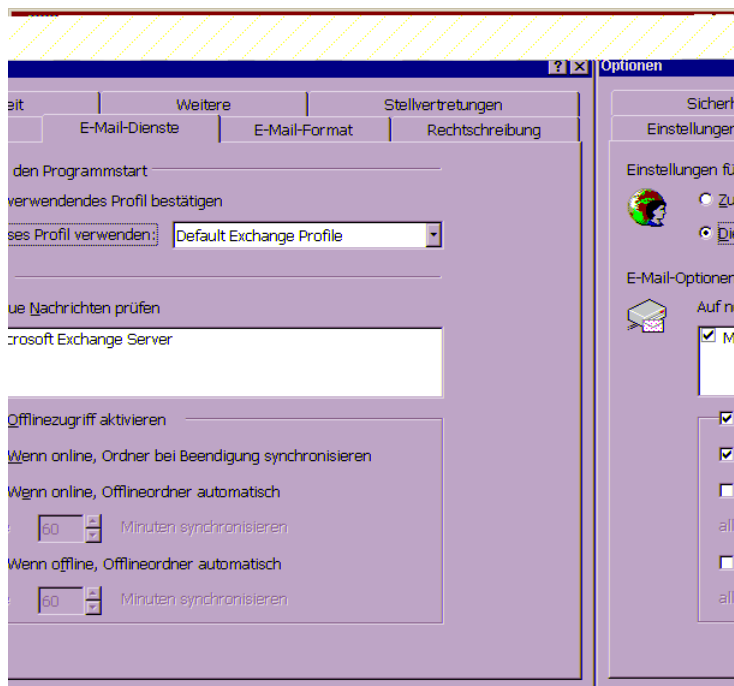 Optionen
eit Weitere Stellvertretungen
E-Mail-Dienste E-Mail-Format Rechtschreibung
den Programmstart
verwendendes Profil bestätigen
ses Profil verwenden: Default Exchange Profile
ue Nachrichten prüfen
crosoft Exchange Server
Offlinezugriff aktivieren
Wenn online, Ordner bei Beendigung synchronisieren
Wenn online, Offlineordner automatisch
60 Minuten synchronisieren
Wenn offline, Offlineordner automatisch
60 Minuten synchronisieren
Sicherh
Einstellungen
Einstellungen fü
Zu
Die
E-Mail-Optionen
Auf n
M
all
all